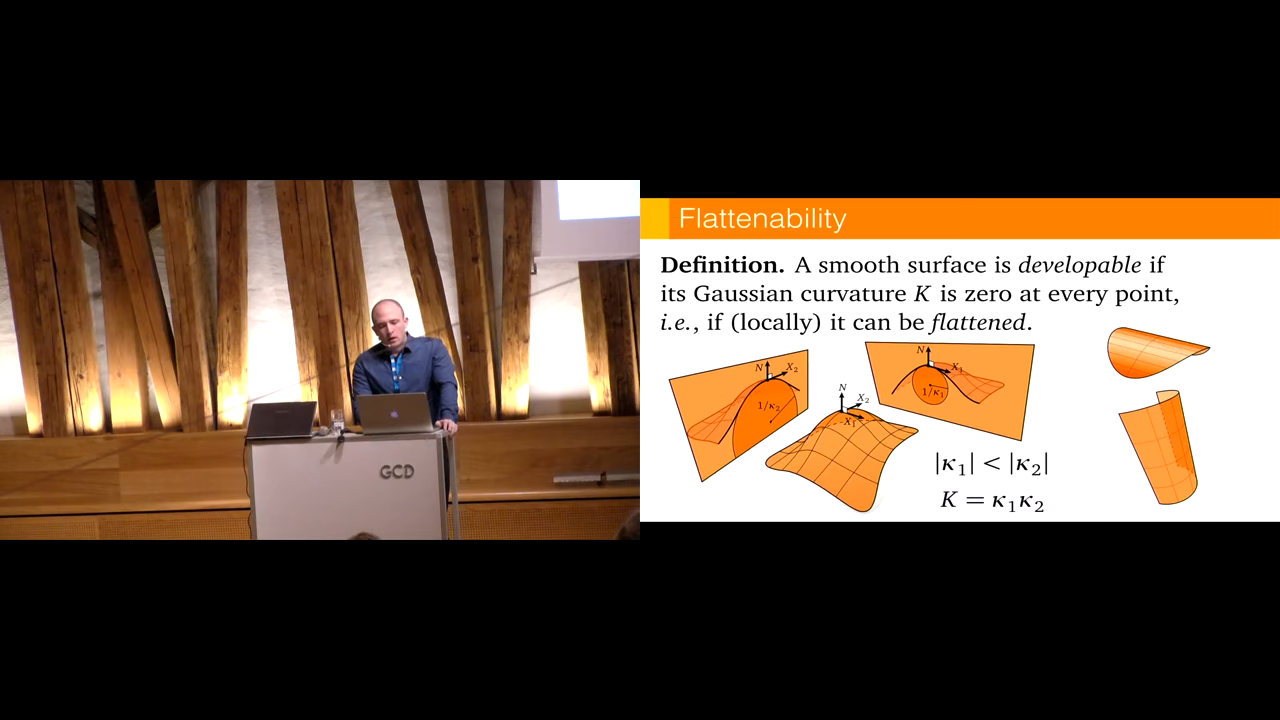 GCD
Flattenability
Definition. A smooth surface is developable if
its Gaussian curvature K is zero at every point,
i.e., if (locally) it can be flattened.
N
X₂
1/κ₂
N
X₂
X₁
N
X₁
1/κ₁
|κ₁| < |κ₂|
K = κ₁κ₂